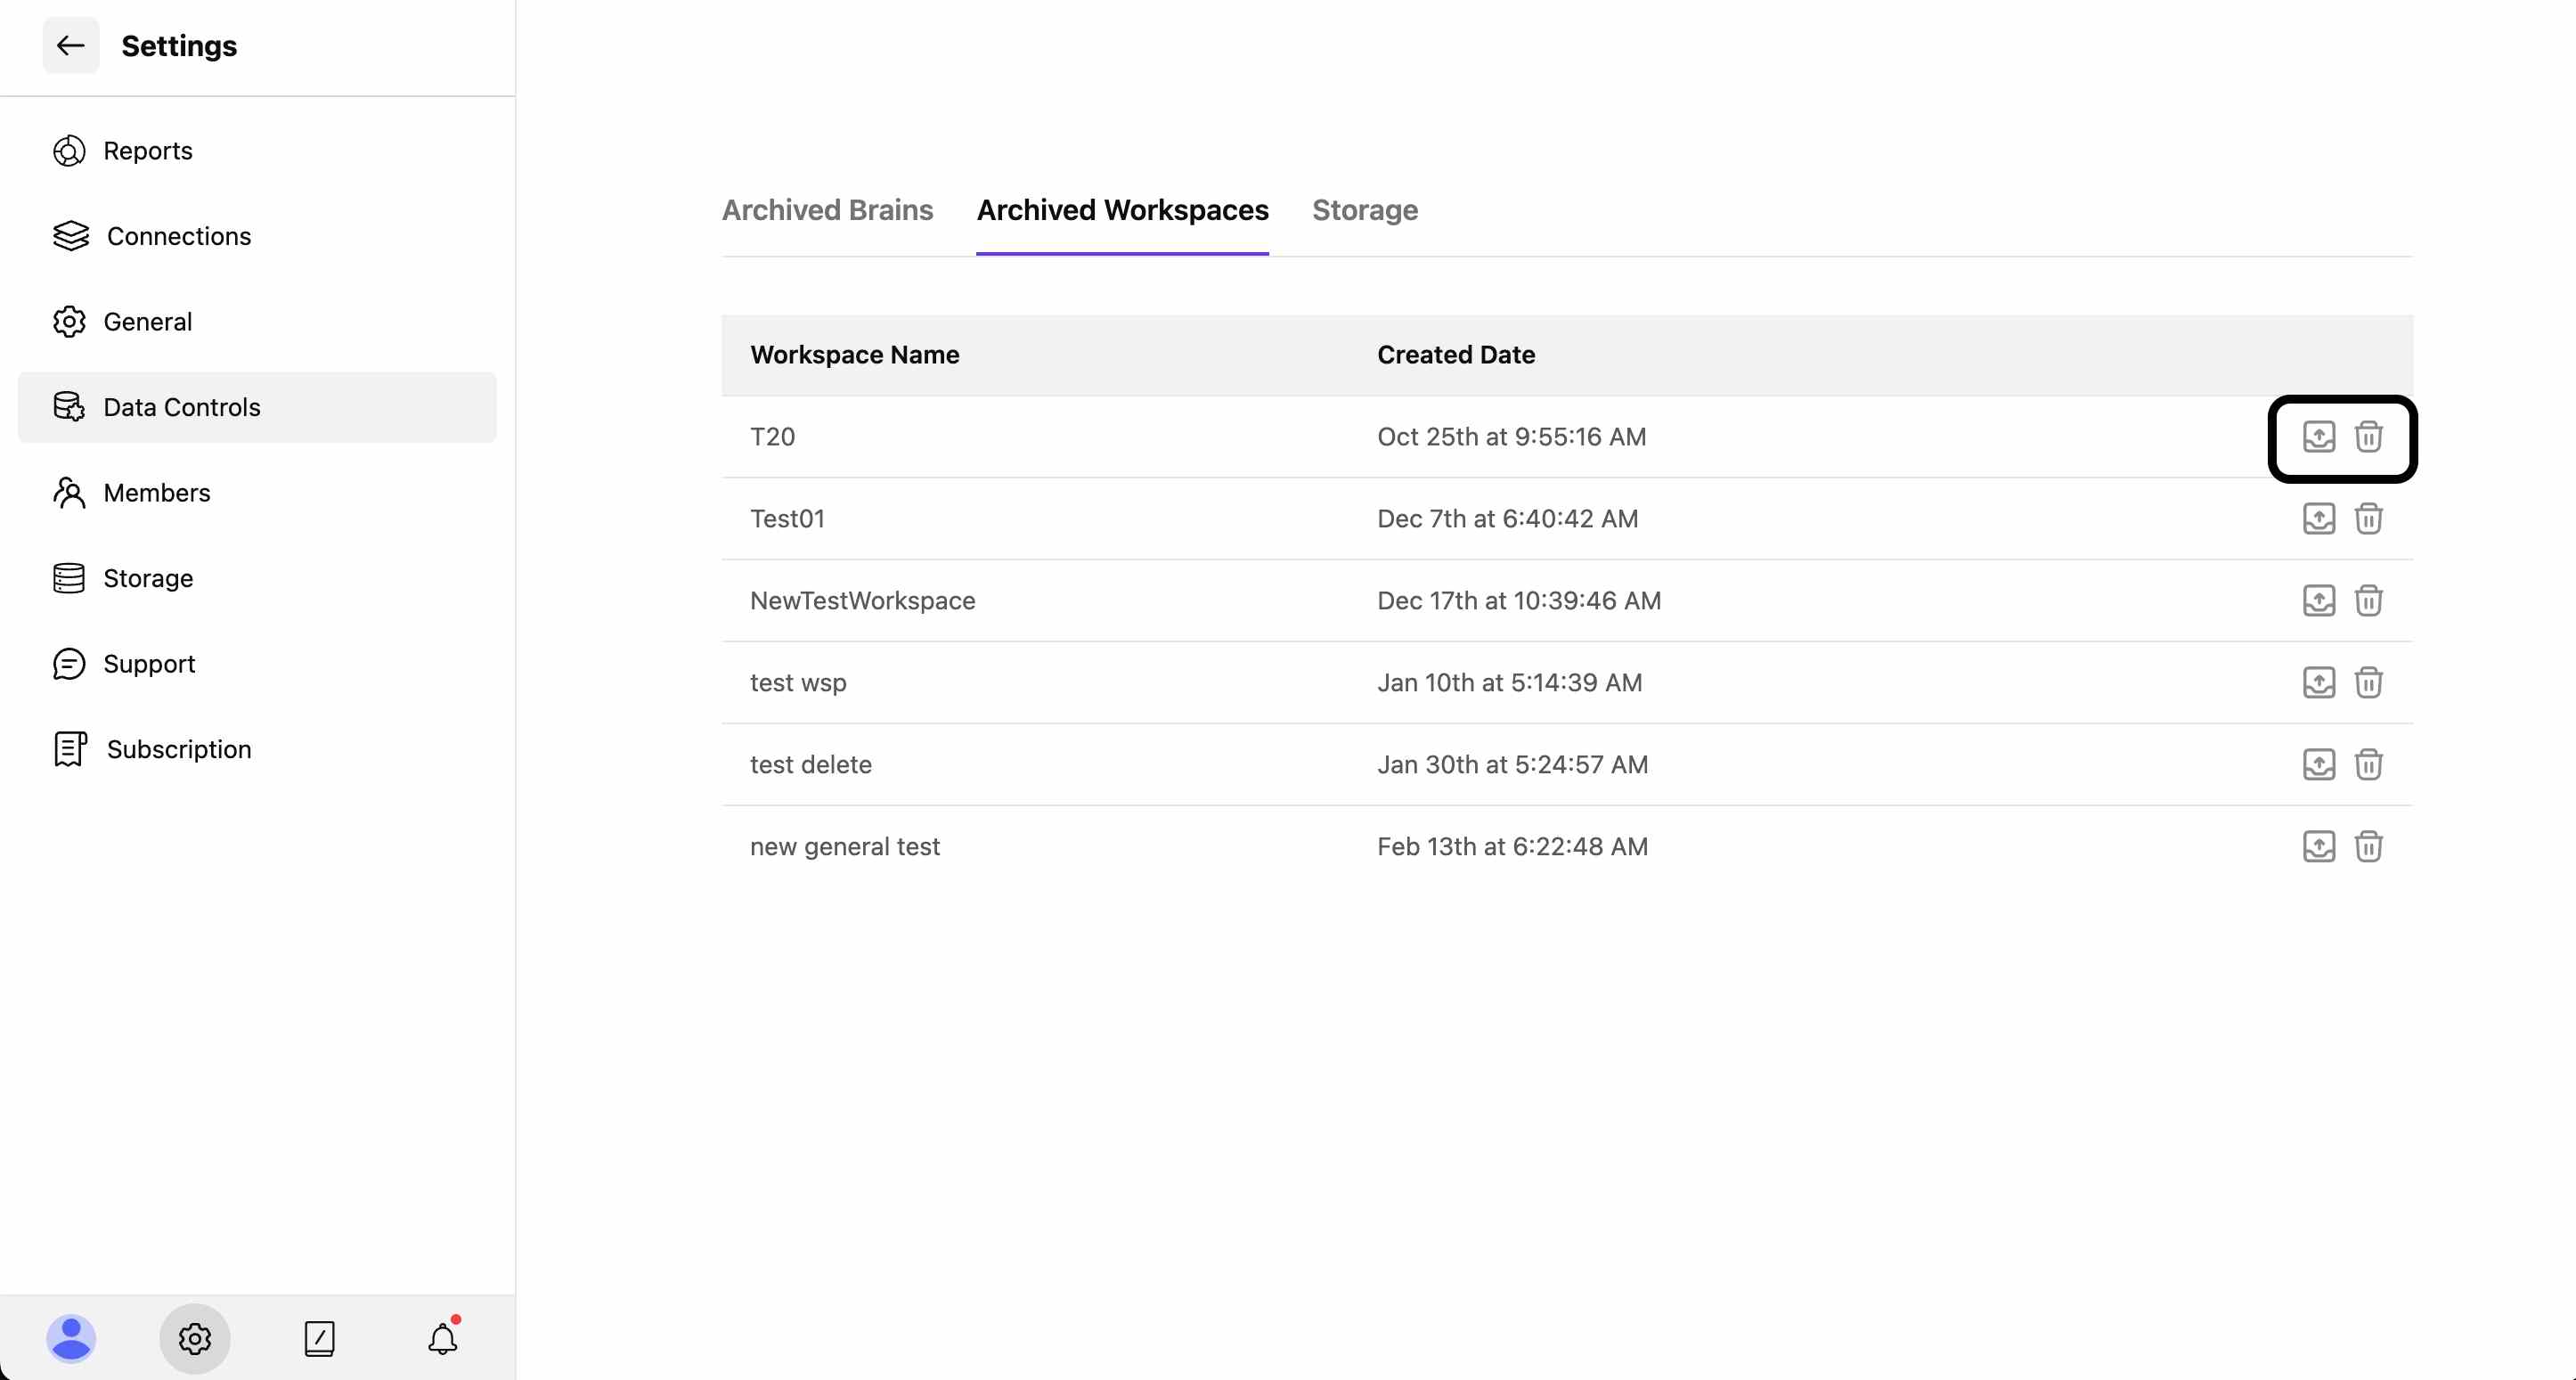 Settings
Reports
Connections
General
Data Controls
Members
Storage
Support
Subscription
Archived Brains Archived Workspaces Storage
Workspace Name Created Date
T20 Oct 25th at 9:55:16 AM
Test01 Dec 7th at 6:40:42 AM
NewTestWorkspace Dec 17th at 10:39:46 AM
test wsp Jan 10th at 5:14:39 AM
test delete Jan 30th at 5:24:57 AM
new general test Feb 13th at 6:22:48 AM